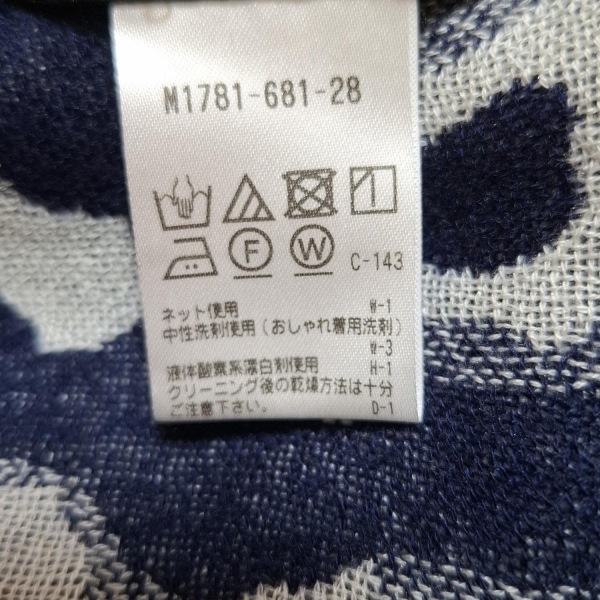 M1781-681-28
F W C-143
ネット使用 W-1
中性洗剤使用(おしゃれ着用洗剤)
W-3
液体酸素系漂白剤使用 H-1
クリーニング後の乾燥方法は十分
ご注意下さい。 D-1